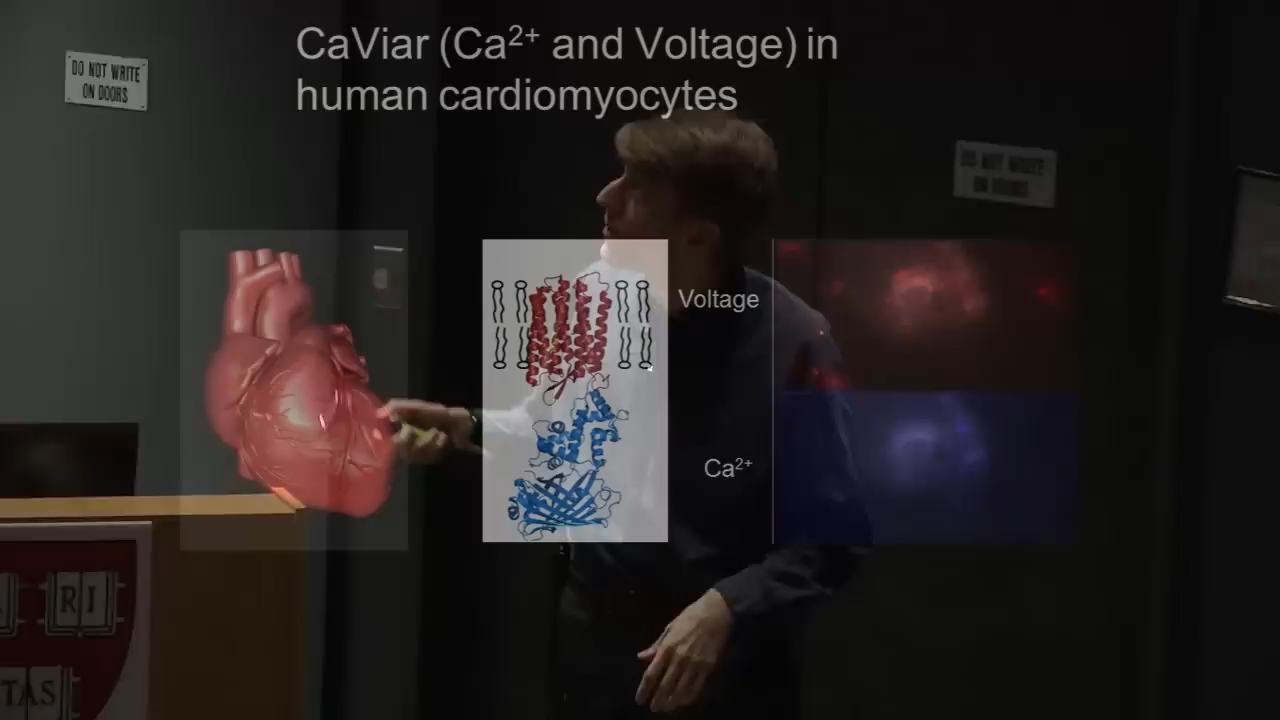 CaViar (Ca²⁺ and Voltage) in
human cardiomyocytes
DO NOT WRITE
ON DOORS
DO NOT WRITE
ON DOORS
Voltage
Ca²⁺
RI
TAS